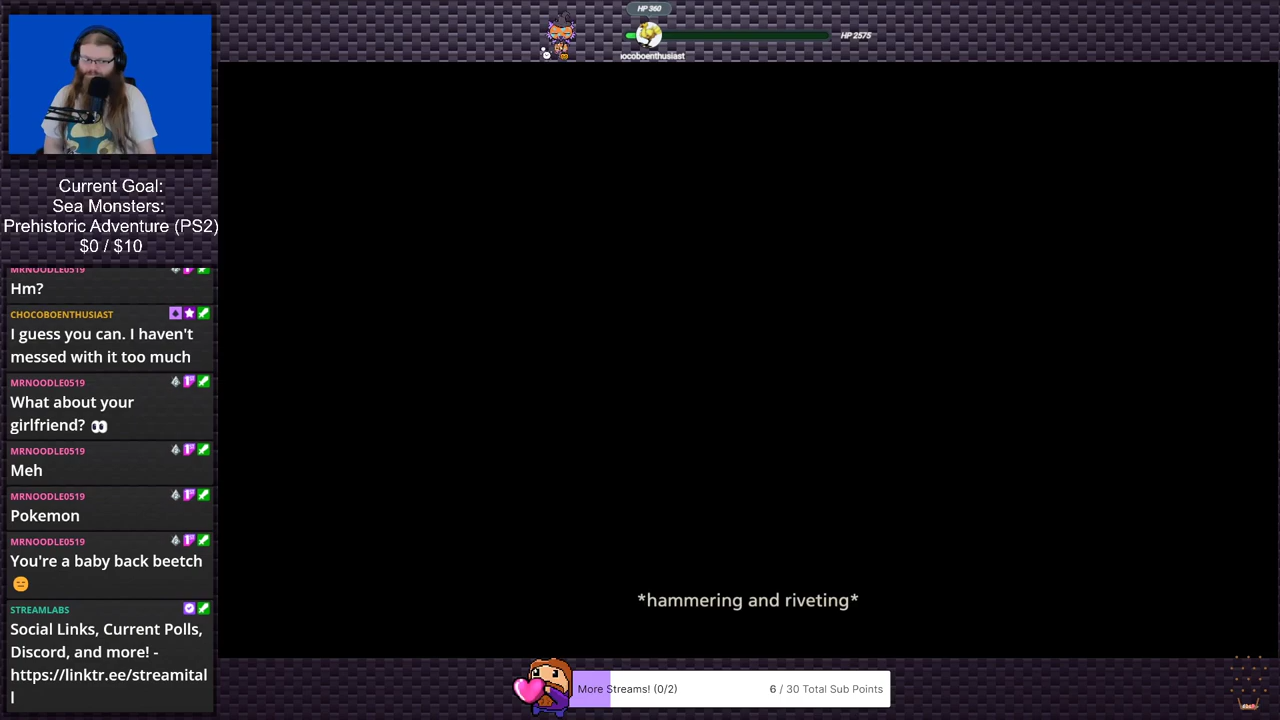 HP 360
HP 2575
iocoboenthusiast
Current Goal:
Sea Monsters:
Prehistoric Adventure (PS2)
$0 / $10
MRNOODLE0519
Hm?
CHOCOBOENTHUSIAST
I guess you can. I haven't
messed with it too much
MRNOODLE0519
What about your
girlfriend? 👀
MRNOODLE0519
Meh
MRNOODLE0519
Pokemon
MRNOODLE0519
You're a baby back beetch
😑
STREAMLABS
Social Links, Current Polls,
Discord, and more! -
https://linktr.ee/streamital
l
*hammering and riveting*
More Streams! (0/2)
6 / 30 Total Sub Points